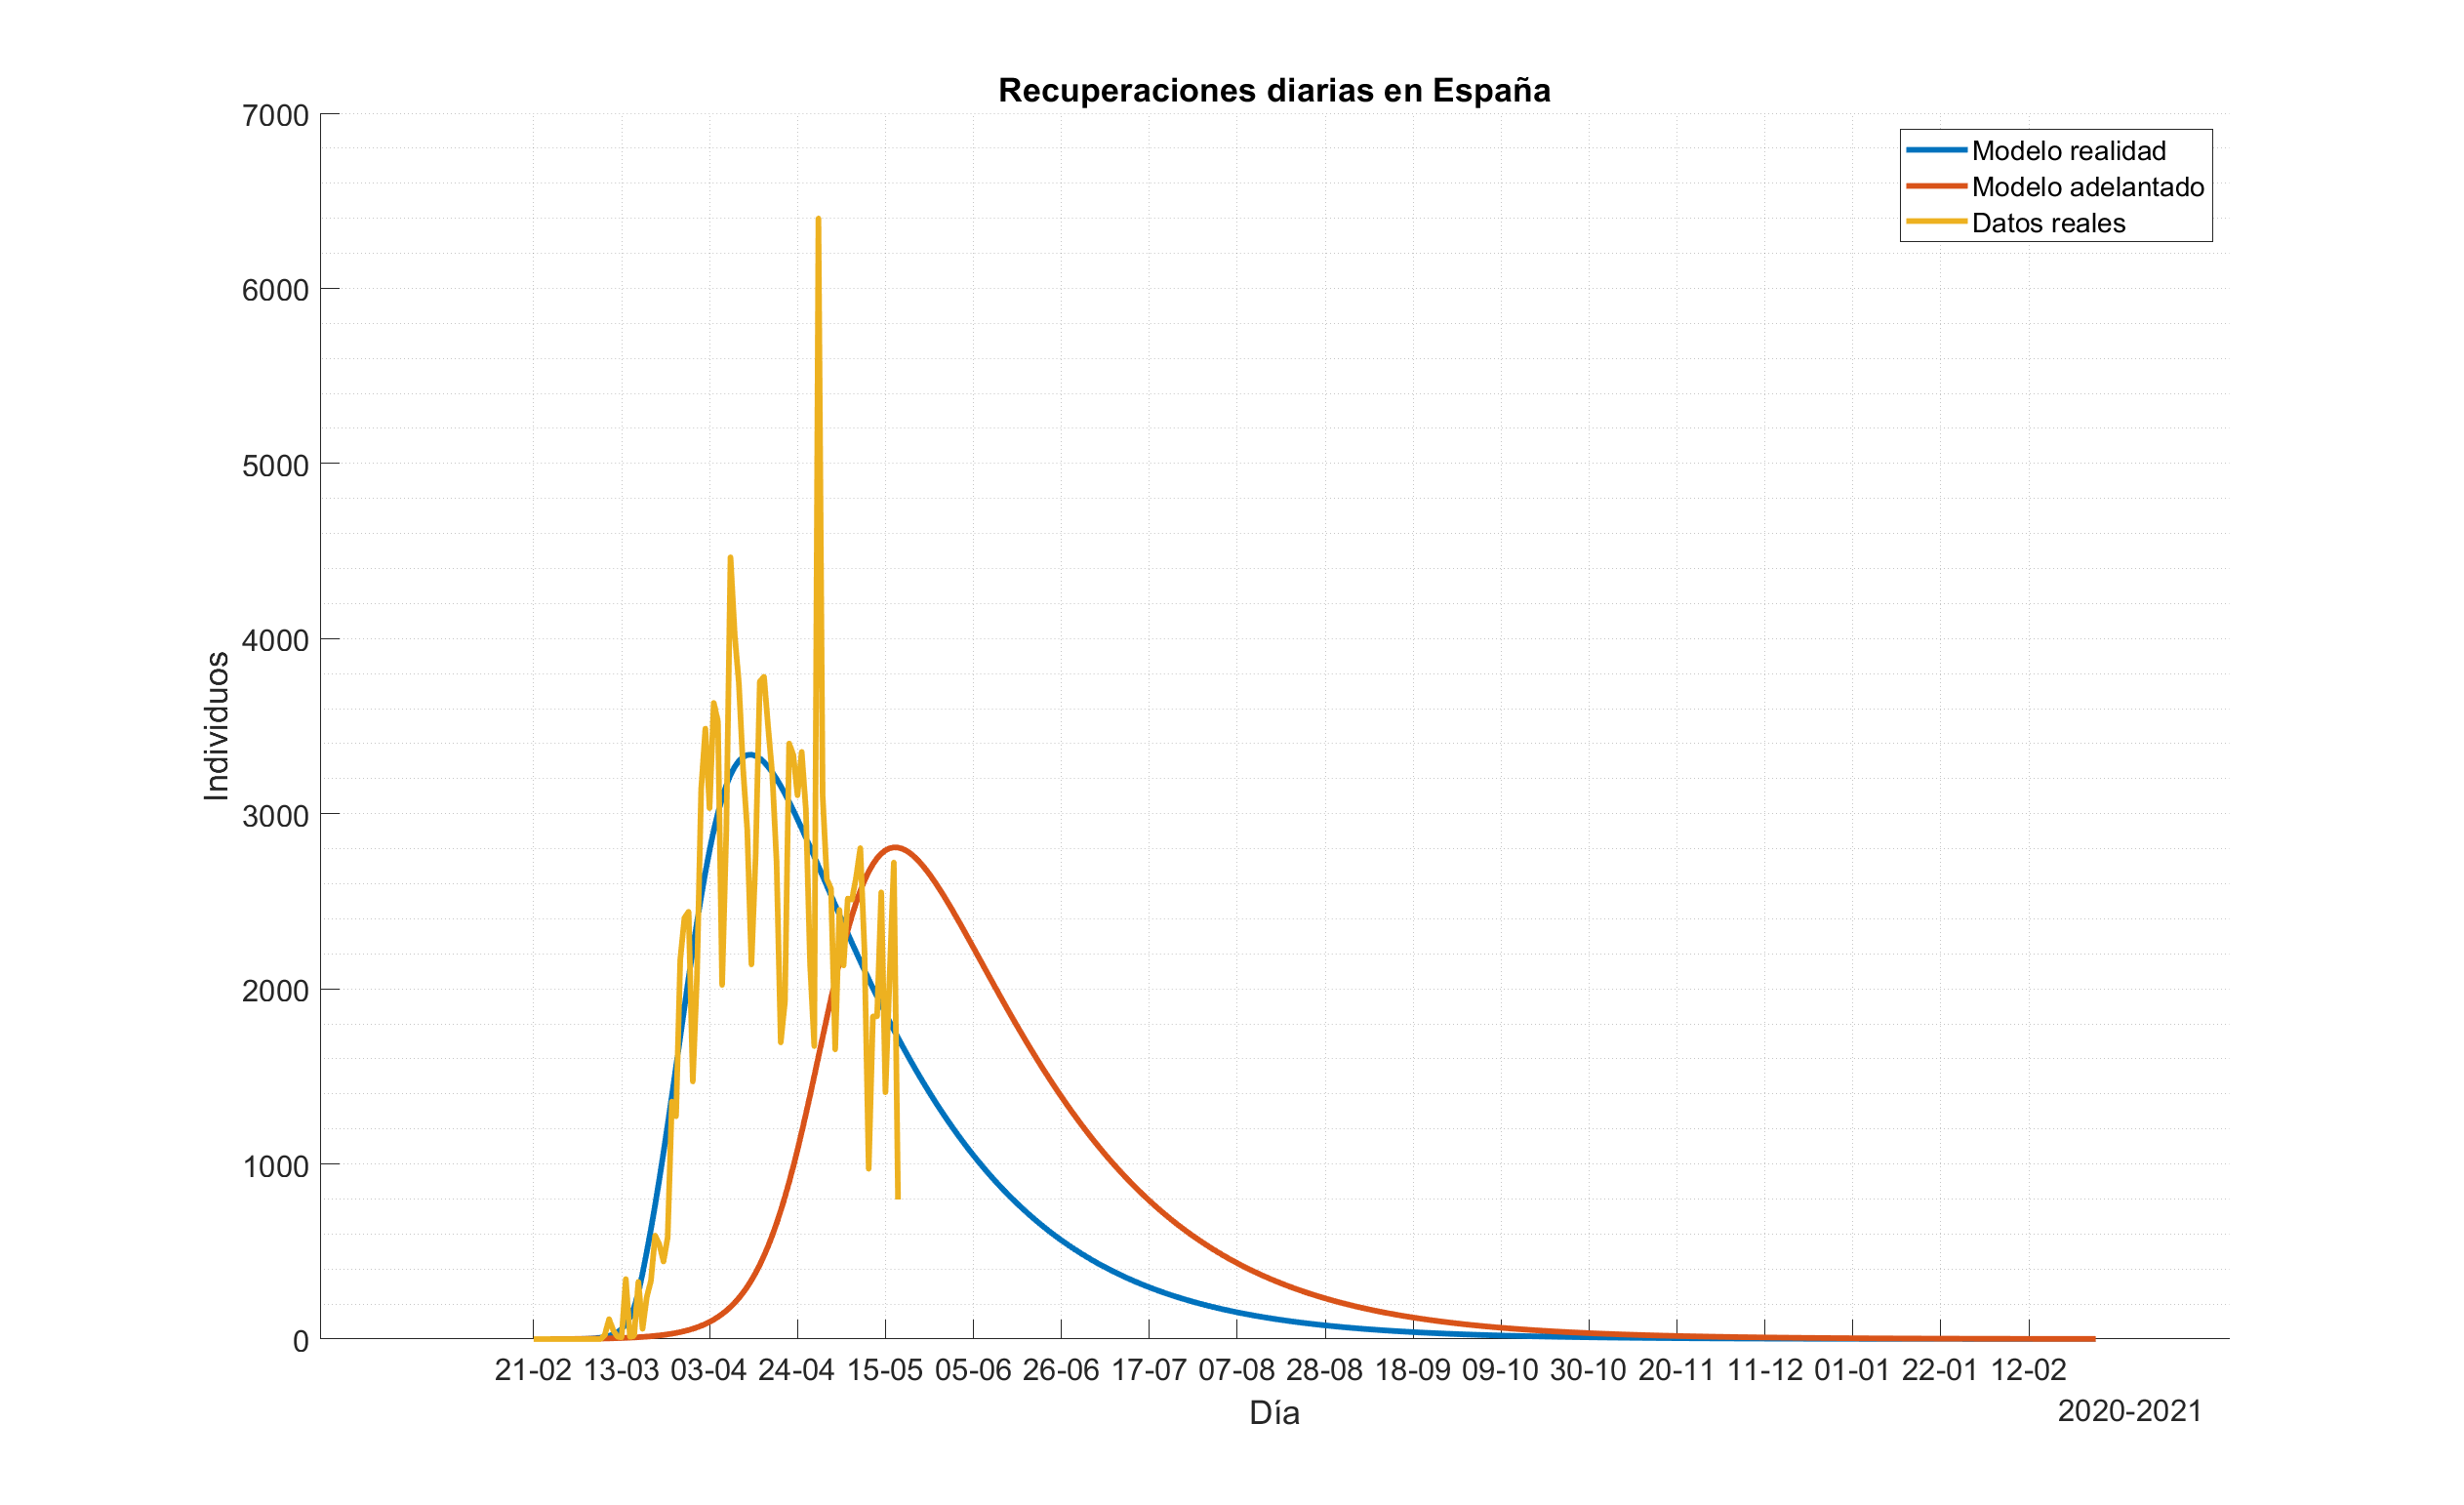 Recuperaciones diarias en España
Modelo realidad
Modelo adelantado
Datos reales
7000
6000
5000
4000
3000
2000
1000
0
Individuos
21-02 13-03 03-04 24-04 15-05 05-06 26-06 17-07 07-08 28-08 18-09 09-10 30-10 20-11 11-12 01-01 22-01 12-02
Día
2020-2021